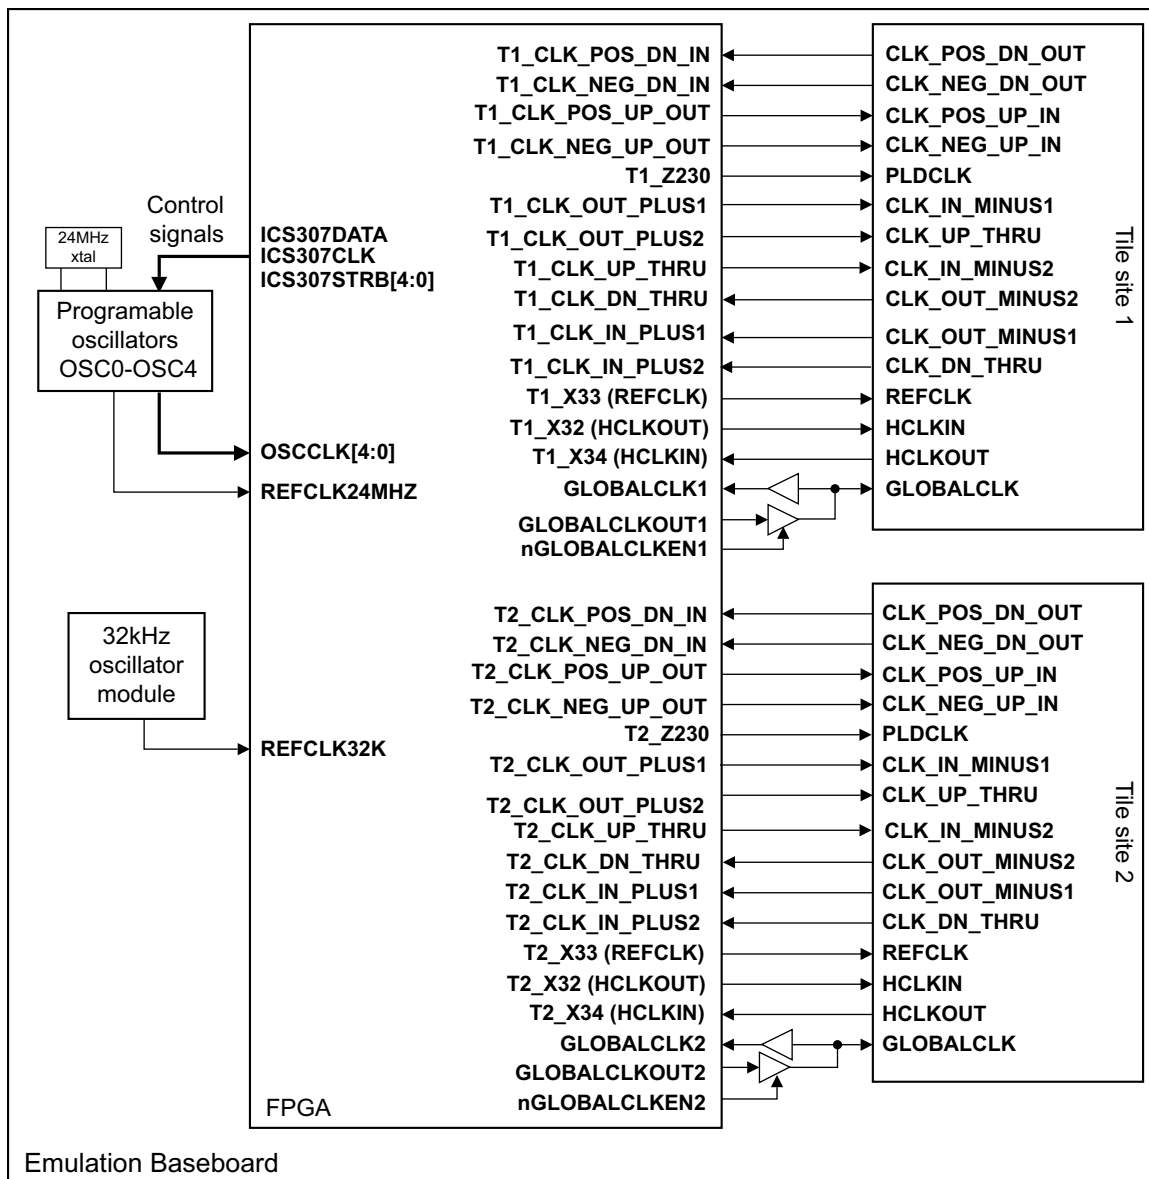 T1_CLK_POS_DN_IN
CLK_POS_DN_OUT
T1_CLK_NEG_DN_IN
CLK_NEG_DN_OUT
T1_CLK_POS_UP_OUT
CLK_POS_UP_IN
T1_CLK_NEG_UP_OUT
CLK_NEG_UP_IN
T1_Z230
PLDCLK
T1_CLK_OUT_PLUS1
CLK_IN_MINUS1
T1_CLK_OUT_PLUS2
CLK_UP_THRU
T1_CLK_UP_THRU
CLK_IN_MINUS2
T1_CLK_DN_THRU
CLK_OUT_MINUS2
T1_CLK_IN_PLUS1
CLK_OUT_MINUS1
T1_CLK_IN_PLUS2
CLK_DN_THRU
T1_X33 (REFCLK)
REFCLK
T1_X32 (HCLKOUT)
HCLKIN
T1_X34 (HCLKIN)
HCLKOUT
GLOBALCLK1
GLOBALCLK
GLOBALCLKOUT1
nGLOBALCLKEN1
Tile site 1
Control
signals
24MHz
xtal
ICS307DATA
ICS307CLK
ICS307STRB[4:0]
Programable
oscillators
OSC0-OSC4
OSCCLK[4:0]
REFCLK24MHZ
32kHz
oscillator
module
REFCLK32K
T2_CLK_POS_DN_IN
CLK_POS_DN_OUT
T2_CLK_NEG_DN_IN
CLK_NEG_DN_OUT
T2_CLK_POS_UP_OUT
CLK_POS_UP_IN
T2_CLK_NEG_UP_OUT
CLK_NEG_UP_IN
T2_Z230
PLDCLK
T2_CLK_OUT_PLUS1
CLK_IN_MINUS1
T2_CLK_OUT_PLUS2
CLK_UP_THRU
T2_CLK_UP_THRU
CLK_IN_MINUS2
T2_CLK_DN_THRU
CLK_OUT_MINUS2
T2_CLK_IN_PLUS1
CLK_OUT_MINUS1
T2_CLK_IN_PLUS2
CLK_DN_THRU
T2_X33 (REFCLK)
REFCLK
T2_X32 (HCLKOUT)
HCLKIN
T2_X34 (HCLKIN)
HCLKOUT
GLOBALCLK2
GLOBALCLK
GLOBALCLKOUT2
nGLOBALCLKEN2
Tile site 2
FPGA
Emulation Baseboard